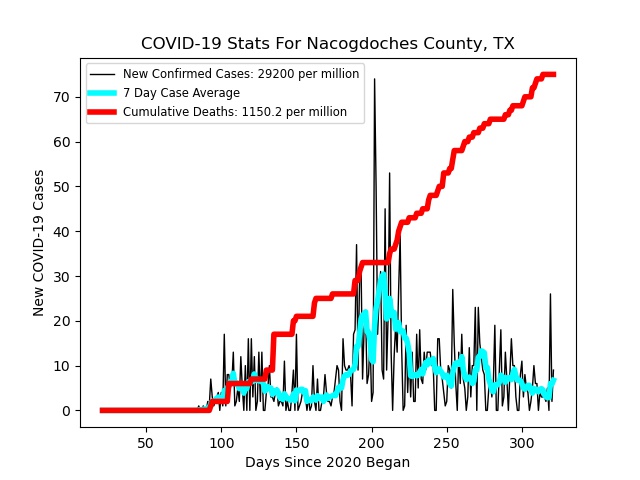 COVID-19 Stats For Nacogdoches County, TX
New Confirmed Cases: 29200 per million
7 Day Case Average
Cumulative Deaths: 1150.2 per million
New COVID-19 Cases
70
60
50
40
30
20
10
0
50 100 150 200 250 300
Days Since 2020 Began